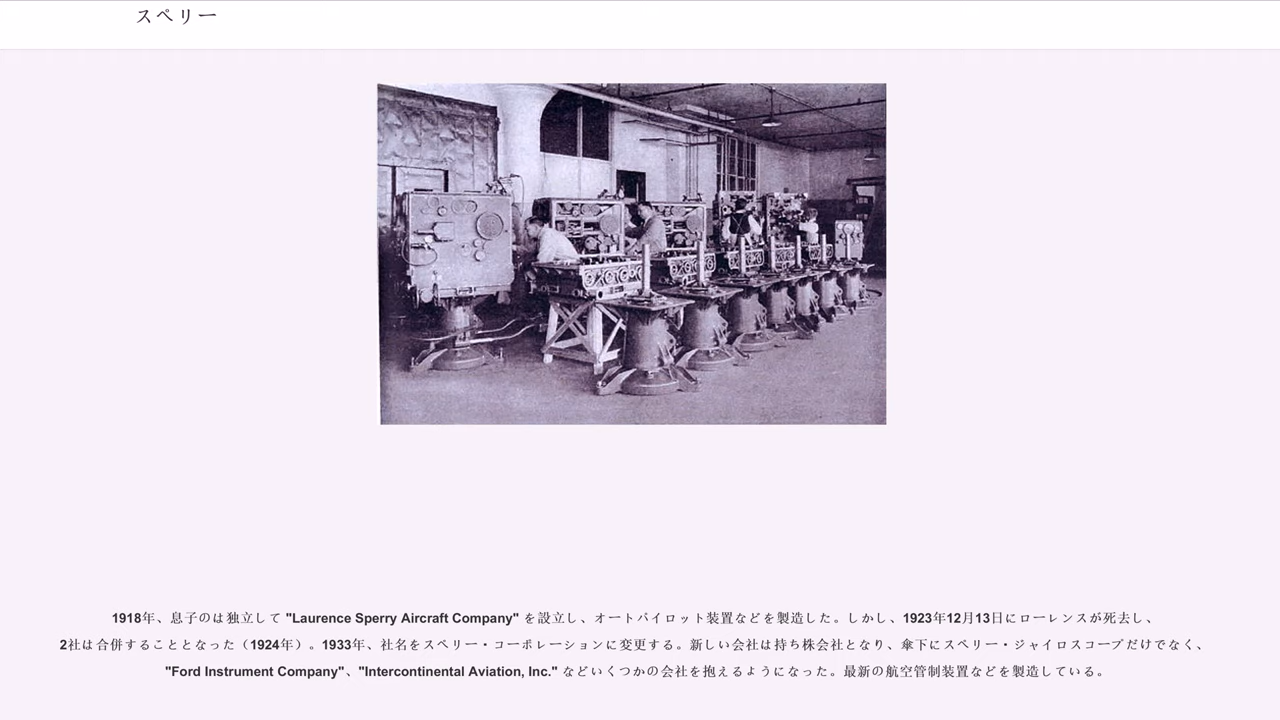 スペリー
1918年、息子のは独立して "Laurence Sperry Aircraft Company" を設立し、オートバイロット装置などを製造した。しかし、1923年12月13日にローレンスが死去し、
2社は合併することとなった（1924年）。1933年、社名をスペリー・コーポレーションに変更する。新しい会社は持ち株会社となり、傘下にスペリー・ジャイロスコープだけでなく、
"Ford Instrument Company"、"Intercontinental Aviation, Inc." などいくつかの会社を抱えるようになった。最新の航空管制装置などを製造している。